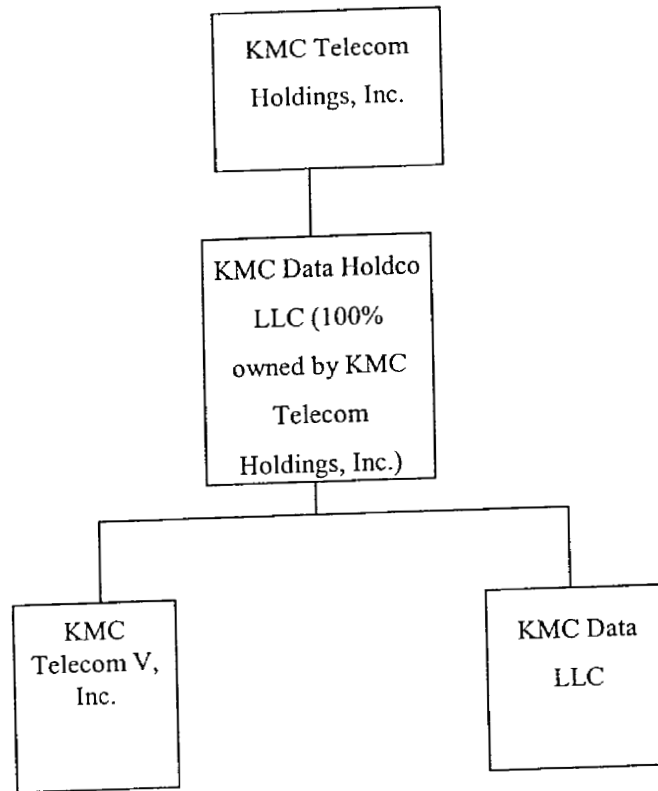 KMC Telecom
Holdings, Inc.
KMC Data Holdco
LLC (100%
owned by KMC
Telecom
Holdings, Inc.)
KMC
Telecom V,
Inc.
KMC Data
LLC